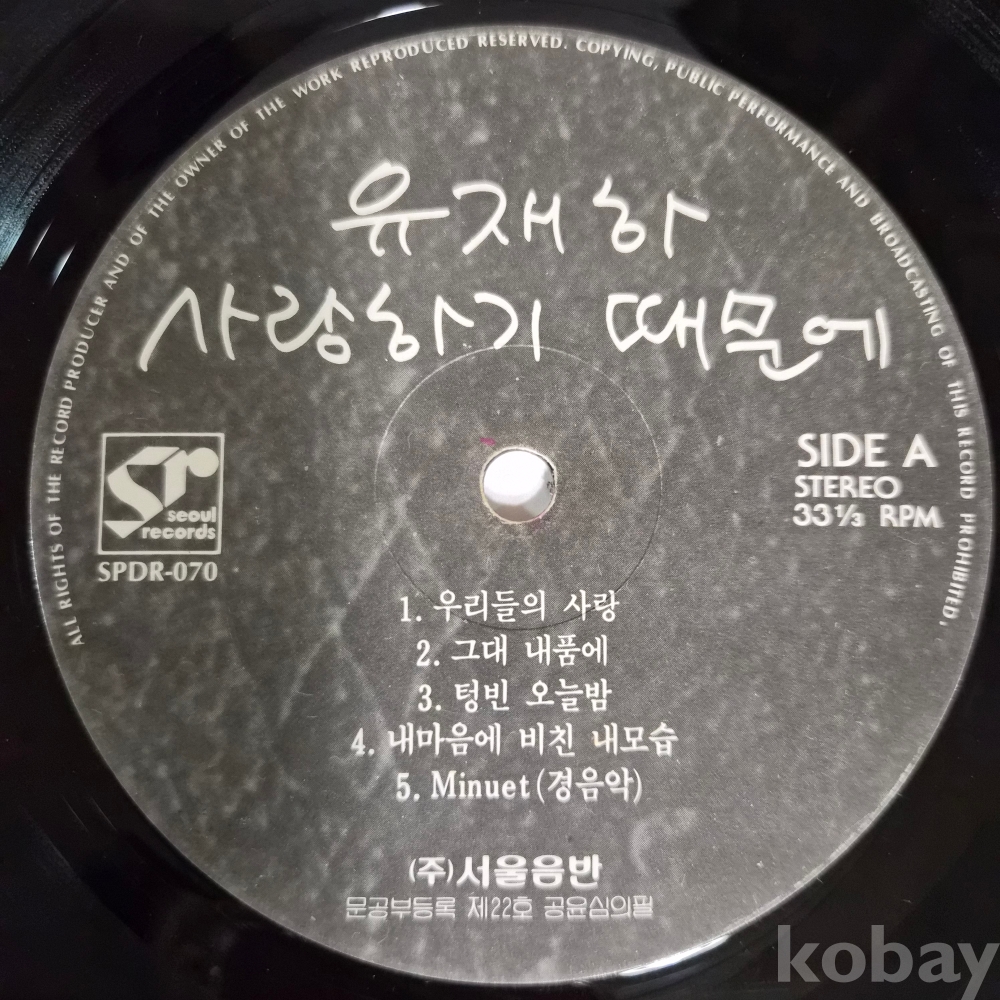 ALL RIGHTS OF THE RECORD PRODUCER AND OF THE OWNER OF THE WORK REPRODUCED RESERVED. COPYING, PUBLIC PERFORMANCE AND BROADCASTING OF THIS RECORD PROHIBITED.
유재하
사랑하기 때문에
sr
seoul
records
SPDR-070
SIDE A
STEREO
33⅓ RPM
1. 우리들의 사랑
2. 그대 내품에
3. 텅빈 오늘밤
4. 내마음에 비친 내모습
5. Minuet(경음악)
(주)서울음반
문공부등록 제22호 공윤심의필
kobay